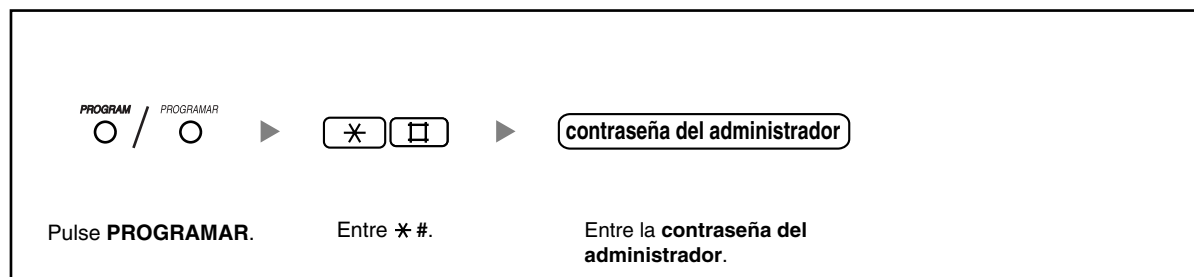 PROGRAM PROGRAMAR
contraseña del administrador
Pulse PROGRAMAR. Entre ✱ #. Entre la contraseña del
administrador.